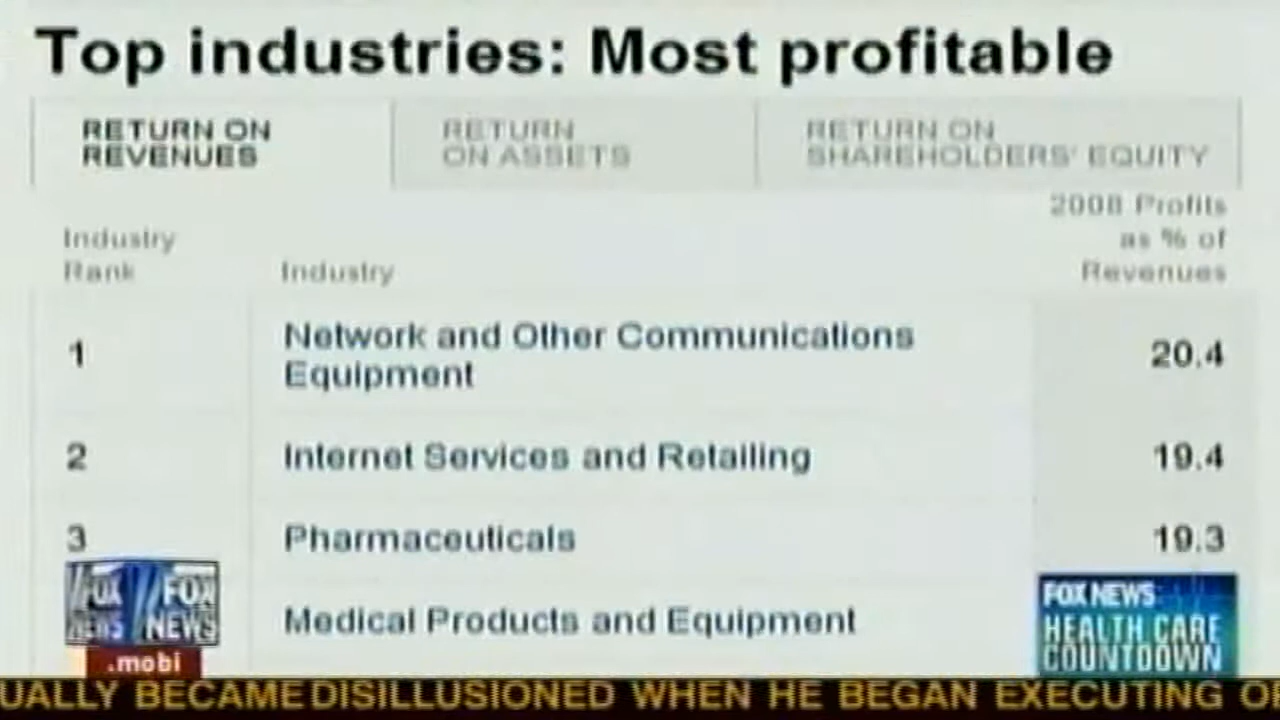 Top industries: Most profitable
RETURN ON
REVENUES
RETURN
ON ASSETS
RETURN ON
SHAREHOLDERS' EQUITY
2008 Profits
as % of
Revenues
Industry
Rank
Industry
1
Network and Other Communications
Equipment
20.4
2
Internet Services and Retailing
19.4
3
Pharmaceuticals
19.3
Medical Products and Equipment
FOX
NEWS
FOX
NEWS
.mobi
FOX NEWS
HEALTH CARE
COUNTDOWN
UALLY BECAME DISILLUSIONED WHEN HE BEGAN EXECUTING